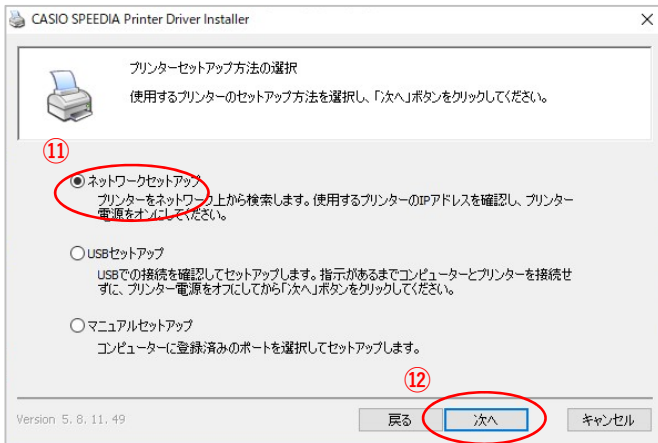 CASIO SPEEDIA Printer Driver Installer
プリンターセットアップ方法の選択
使用するプリンターのセットアップ方法を選択し、「次へ」ボタンをクリックしてください。
⑪
ネットワークセットアップ
プリンターをネットワーク上から検索します。使用するプリンターのIPアドレスを確認し、プリンター
電源をオンにしてください。
USBセットアップ
USBでの接続を確認してセットアップします。指示があるまでコンピューターとプリンターを接続せ
ずに、プリンター電源をオフにしてから「次へ」ボタンをクリックしてください。
マニュアルセットアップ
コンピューターに登録済みのポートを選択してセットアップします。
⑫
Version 5.8.11.49
戻る 次へ キャンセル